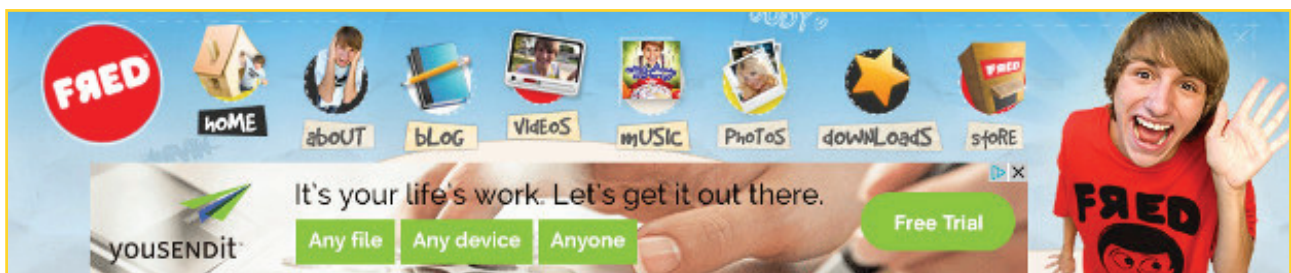 FRED
hoME
aboUT
bLOG
VIdEoS
mUSIC
PhoToS
dowNLoadS
stoRE
FRED
FRED
It's your life's work. Let's get it out there.
yousENDit
Any file Any device Anyone
Free Trial